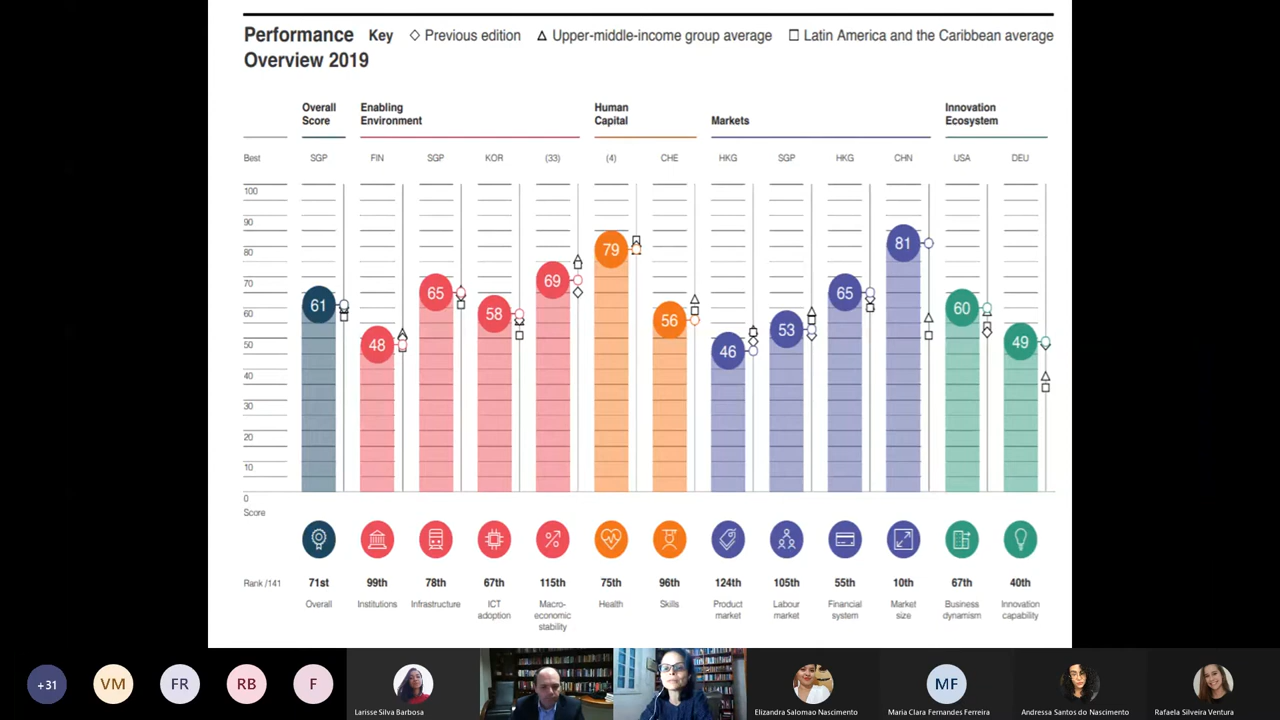 Performance Key Previous edition Upper-middle-income group average Latin America and the Caribbean average
Overview 2019
Overall Enabling Human Innovation
Score Environment Capital Markets Ecosystem
Best SGP FIN SGP KOR (33) (4) CHE HKG SGP HKG CHN USA DEU
100
90
80
70
60
50
40
30
20
10
0
61 48 65 58 69 79 56 46 53 65 81 60 49
Score
Rank /141 71st 99th 78th 67th 115th 75th 96th 124th 105th 55th 10th 67th 40th
Overall Institutions Infrastructure ICT Macro- Health Skills Product Labour Financial Market Business Innovation
adoption economic market market system size dynamism capability
stability
+31 VM FR RB F MF
Larisse Silva Barbosa Elizandra Salomao Nascimento Maria Clara Fernandes Ferreira Andressa Santos do Nascimento Rafaela Silveira Ventura